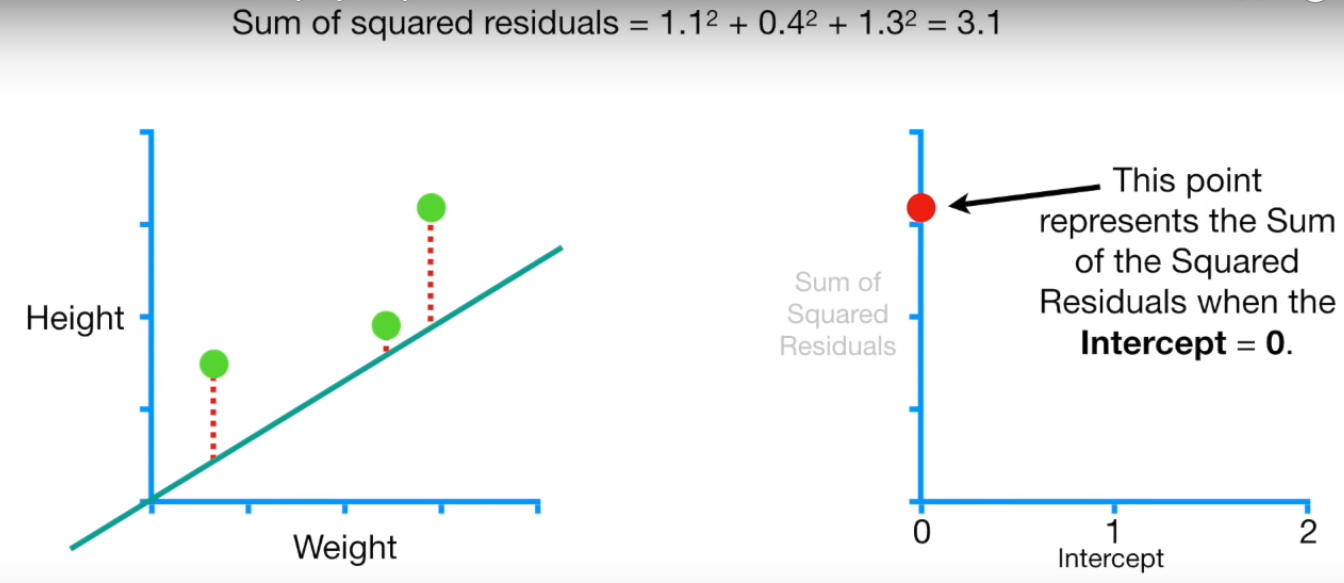 Sum of squared residuals = 1.1² + 0.4² + 1.3² = 3.1
Height
Weight
Sum of
Squared
Residuals
This point
represents the Sum
of the Squared
Residuals when the
Intercept = 0.
0
1
2
Intercept